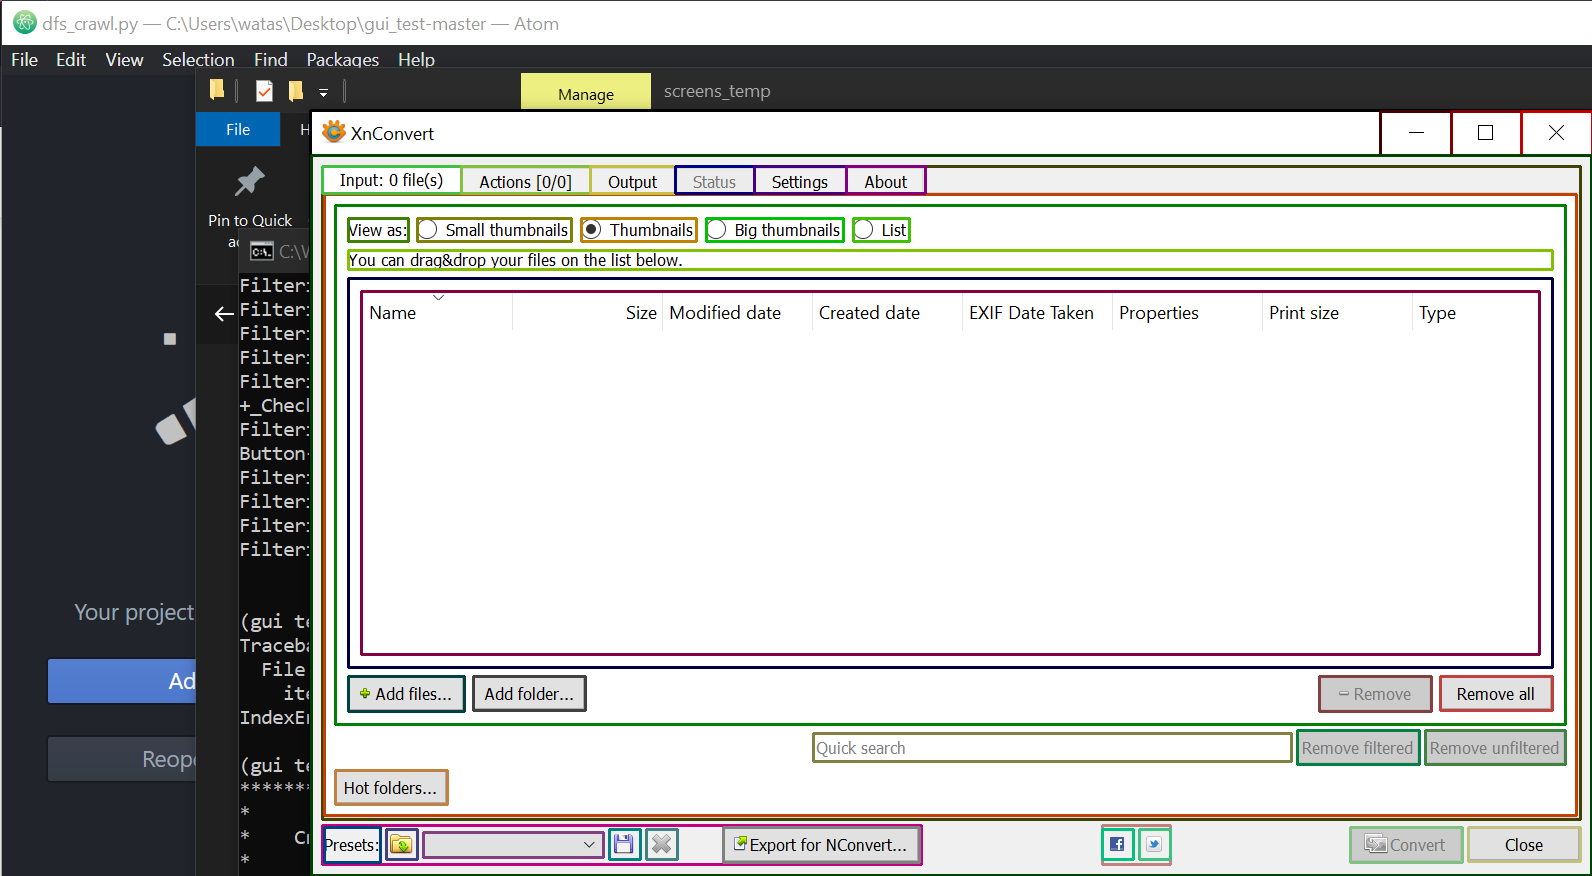 dfs_crawl.py — C:\Users\watas\Desktop\gui_test-master — Atom
File Edit View Selection Find Packages Help
Manage screens_temp
File
XnConvert
Pin to Quick
Input: 0 file(s) Actions [0/0] Output Status Settings About
View as: Small thumbnails Thumbnails Big thumbnails List
You can drag&drop your files on the list below.
Name Size Modified date Created date EXIF Date Taken Properties Print size Type
Add files... Add folder... Remove Remove all
Quick search Remove filtered Remove unfiltered
Hot folders...
Presets: Export for NConvert... Convert Close
C:\
Filter
Filter
Filter
Filter
Filter
+_Check
Filter
Button
Filter
Filter
Filter
Filter
(gui te
Traceba
File
ite
IndexEr
(gui te
*******
*
*
*
Your project
Ad
Reope